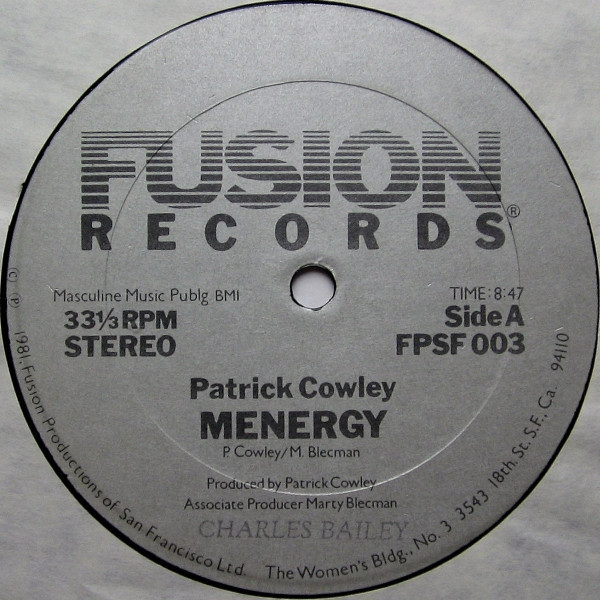 FUSION
RECORDS®
Masculine Music Publg. BMI
TIME: 8:47
33⅓ RPM
Side A
STEREO
FPSF 003
Patrick Cowley
MENERGY
P. Cowley/M. Blecman
Produced by Patrick Cowley
Associate Producer Marty Blecman
CHARLES BAILEY
© ℗ 1981. Fusion Productions of San Francisco Ltd. The Women's Bldg., No. 3 3543 18th. St. S.F., Ca. 94110